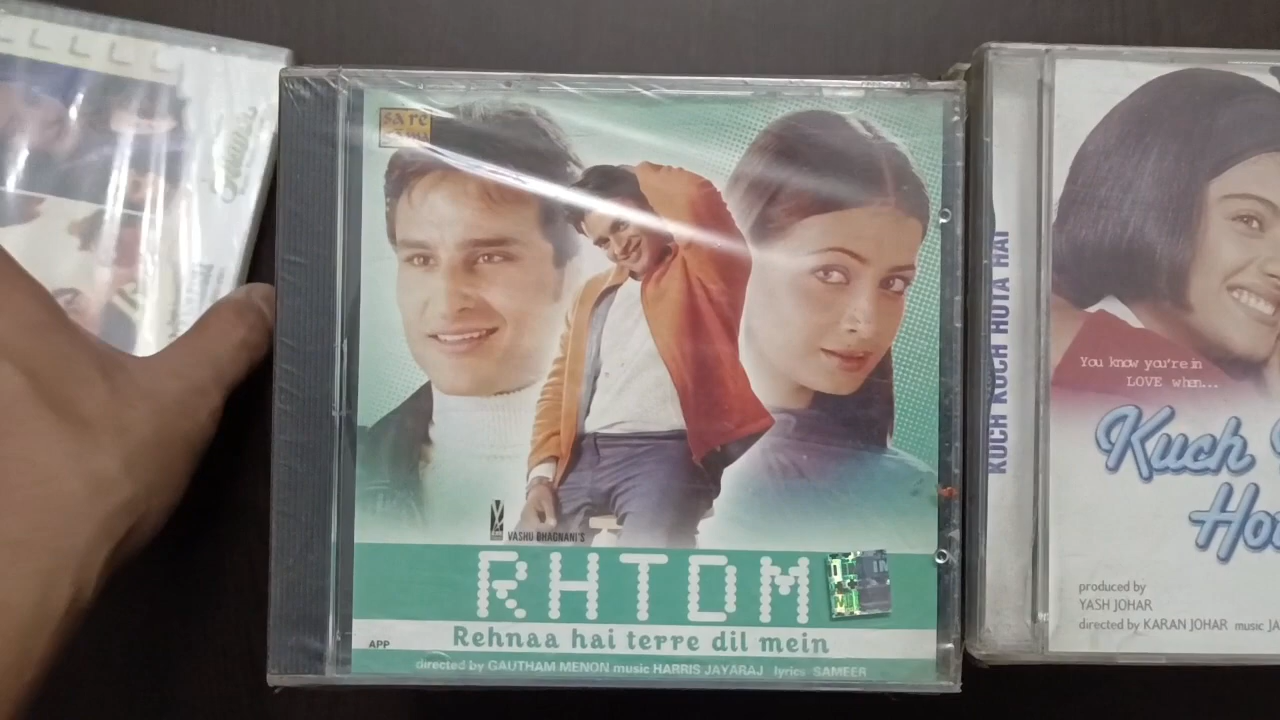 SA RE
GA MA
VASHU BHAGNANI'S
RHTDM
IN
APP
Rehnaa hai terre dil mein
directed by GAUTHAM MENON music HARRIS JAYARAJ lyrics SAMEER
KUCH KUCH HOTA HAI
You know you're in
LOVE when...
Kuch
Ho
produced by
YASH JOHAR
directed by KARAN JOHAR music JA